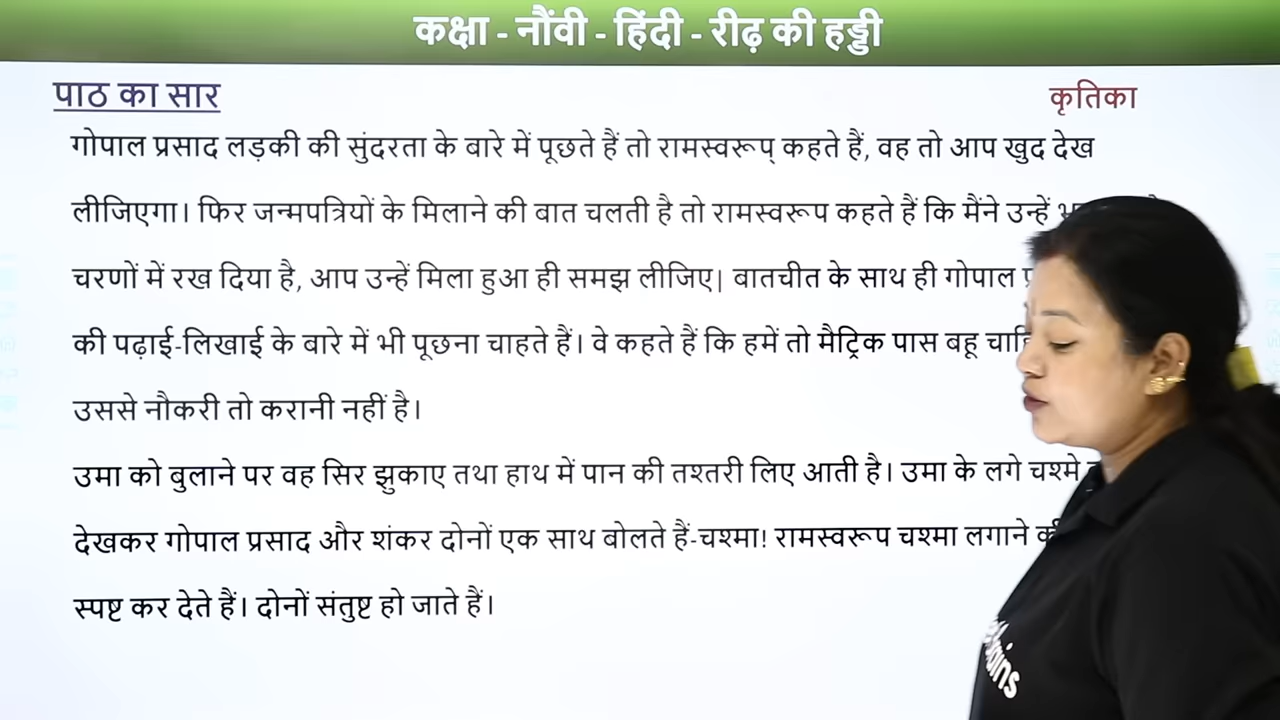 कक्षा - नौंवी - हिंदी - रीढ़ की हड्डी
पाठ का सार
कृतिका
गोपाल प्रसाद लड़की की सुंदरता के बारे में पूछते हैं तो रामस्वरूप् कहते हैं, वह तो आप खुद देख
लीजिएगा। फिर जन्मपत्रियों के मिलाने की बात चलती है तो रामस्वरूप कहते हैं कि मैंने उन्हें
चरणों में रख दिया है, आप उन्हें मिला हुआ ही समझ लीजिए| बातचीत के साथ ही गोपाल
की पढ़ाई-लिखाई के बारे में भी पूछना चाहते हैं। वे कहते हैं कि हमें तो मैट्रिक पास बहू
उससे नौकरी तो करानी नहीं है।
उमा को बुलाने पर वह सिर झुकाए तथा हाथ में पान की तश्तरी लिए आती है। उमा के लगे चश्मे
देखकर गोपाल प्रसाद और शंकर दोनों एक साथ बोलते हैं-चश्मा! रामस्वरूप चश्मा लगाने
स्पष्ट कर देते हैं। दोनों संतुष्ट हो जाते हैं।